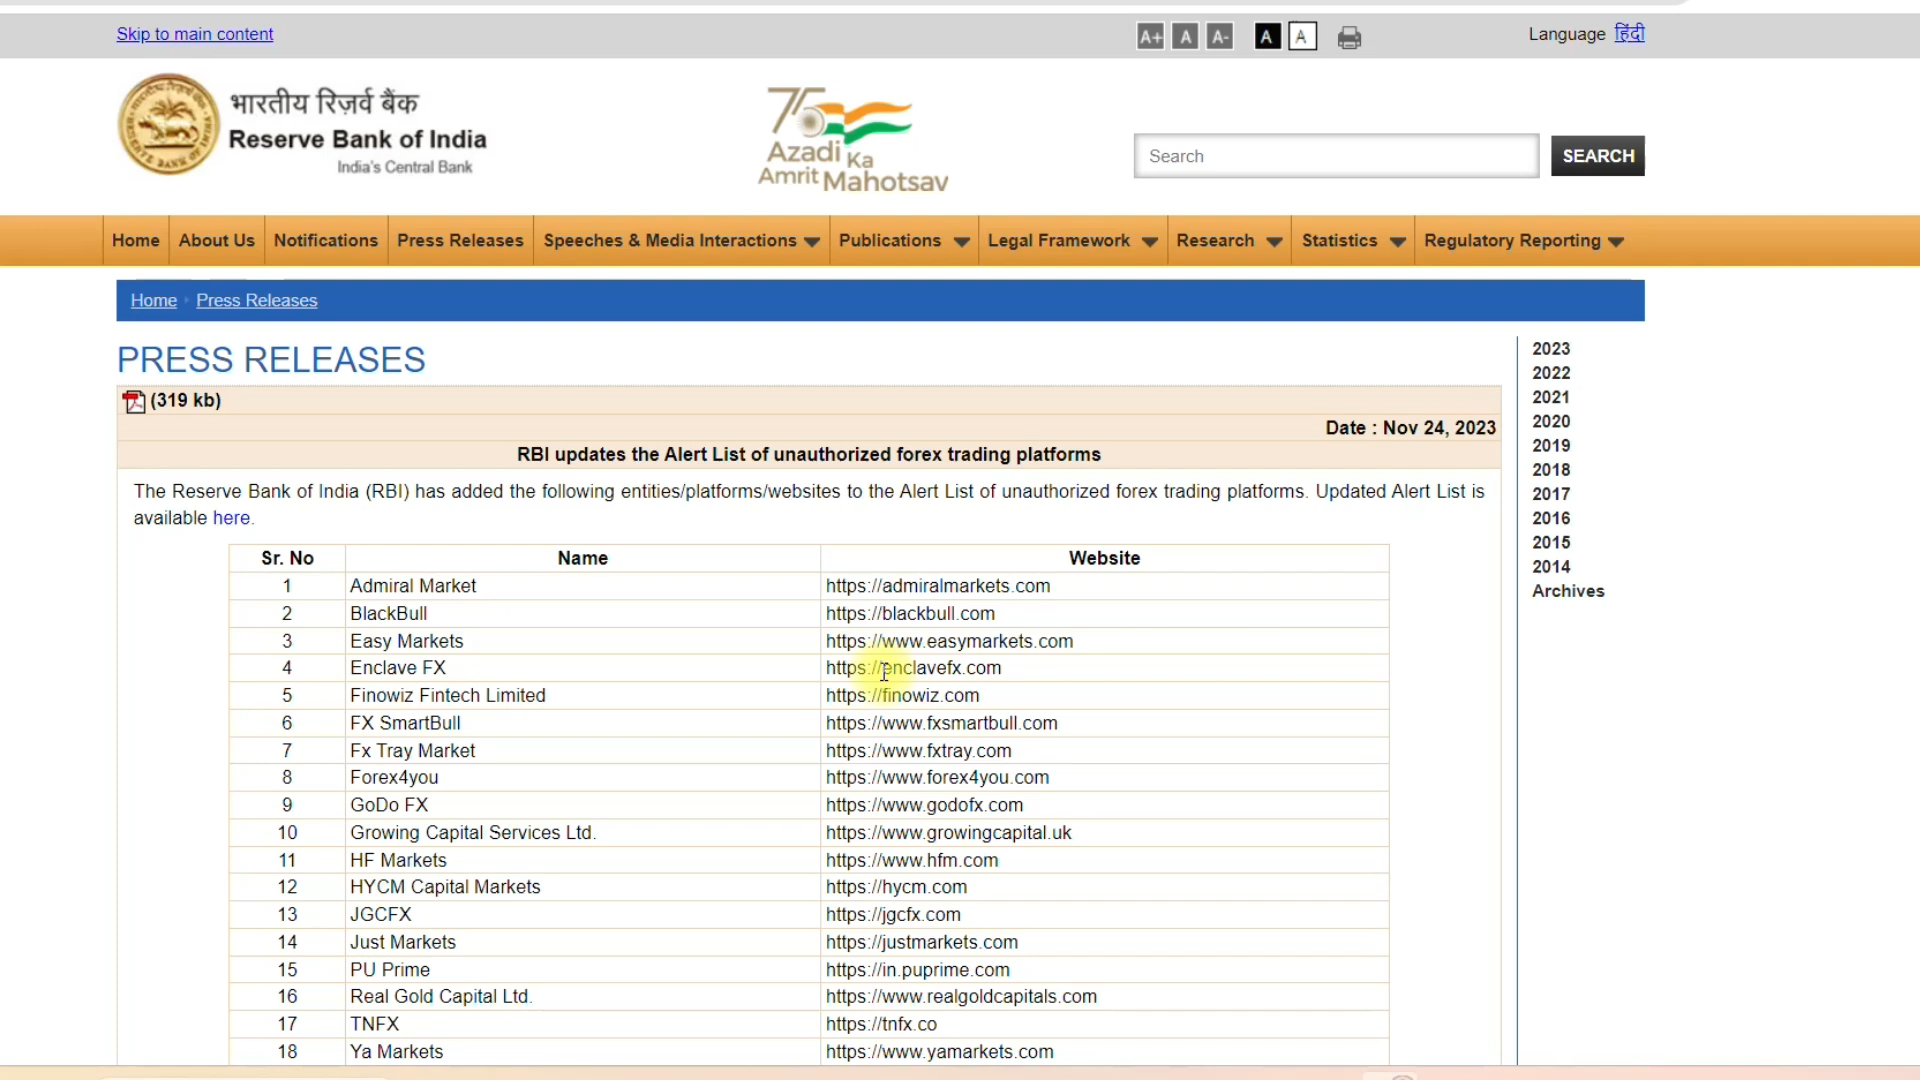 Skip to main content
A+ A A- A A
Language हिंदी
भारतीय रिज़र्व बैंक
Reserve Bank of India
India's Central Bank
75
Azadi Ka
Amrit Mahotsav
Search
SEARCH
Home About Us Notifications Press Releases Speeches & Media Interactions Publications Legal Framework Research Statistics Regulatory Reporting
Home Press Releases
PRESS RELEASES
(319 kb)
Date : Nov 24, 2023
RBI updates the Alert List of unauthorized forex trading platforms
The Reserve Bank of India (RBI) has added the following entities/platforms/websites to the Alert List of unauthorized forex trading platforms. Updated Alert List is
available here.
Sr. No Name Website
1 Admiral Market https://admiralmarkets.com
2 BlackBull https://blackbull.com
3 Easy Markets https://www.easymarkets.com
4 Enclave FX https://enclavefx.com
5 Finowiz Fintech Limited https://finowiz.com
6 FX SmartBull https://www.fxsmartbull.com
7 Fx Tray Market https://www.fxtray.com
8 Forex4you https://www.forex4you.com
9 GoDo FX https://www.godofx.com
10 Growing Capital Services Ltd. https://www.growingcapital.uk
11 HF Markets https://www.hfm.com
12 HYCM Capital Markets https://hycm.com
13 JGCFX https://jgcfx.com
14 Just Markets https://justmarkets.com
15 PU Prime https://in.puprime.com
16 Real Gold Capital Ltd. https://www.realgoldcapitals.com
17 TNFX https://tnfx.co
18 Ya Markets https://www.yamarkets.com
2023
2022
2021
2020
2019
2018
2017
2016
2015
2014
Archives